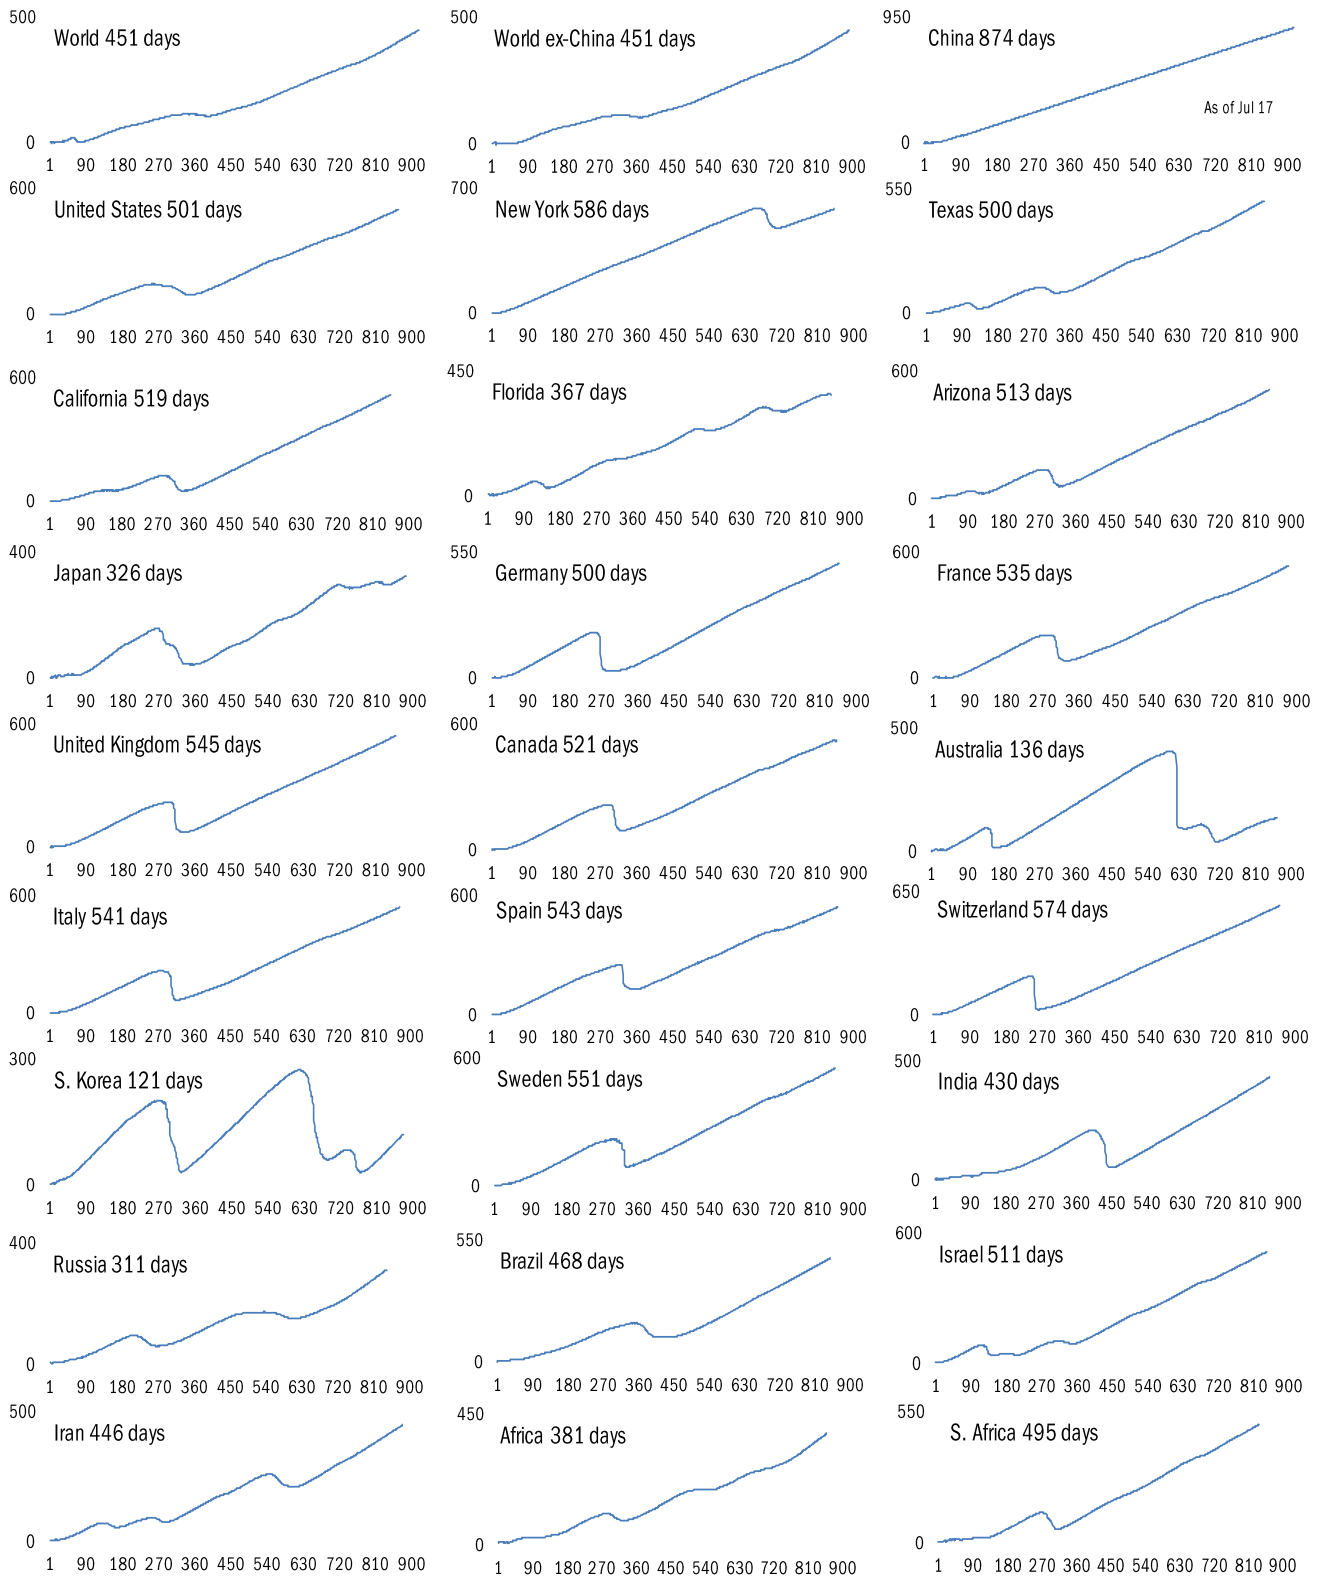 500
World 451 days
0
1 90 180 270 360 450 540 630 720 810 900
500
World ex-China 451 days
0
1 90 180 270 360 450 540 630 720 810 900
950
China 874 days
As of Jul 17
0
1 90 180 270 360 450 540 630 720 810 900
600
United States 501 days
0
1 90 180 270 360 450 540 630 720 810 900
700
New York 586 days
0
1 90 180 270 360 450 540 630 720 810 900
550
Texas 500 days
0
1 90 180 270 360 450 540 630 720 810 900
600
California 519 days
0
1 90 180 270 360 450 540 630 720 810 900
450
Florida 367 days
0
1 90 180 270 360 450 540 630 720 810 900
600
Arizona 513 days
0
1 90 180 270 360 450 540 630 720 810 900
400
Japan 326 days
0
1 90 180 270 360 450 540 630 720 810 900
550
Germany 500 days
0
1 90 180 270 360 450 540 630 720 810 900
600
France 535 days
0
1 90 180 270 360 450 540 630 720 810 900
600
United Kingdom 545 days
0
1 90 180 270 360 450 540 630 720 810 900
600
Canada 521 days
0
1 90 180 270 360 450 540 630 720 810 900
500
Australia 136 days
0
1 90 180 270 360 450 540 630 720 810 900
600
Italy 541 days
0
1 90 180 270 360 450 540 630 720 810 900
600
Spain 543 days
0
1 90 180 270 360 450 540 630 720 810 900
650
Switzerland 574 days
0
1 90 180 270 360 450 540 630 720 810 900
300
S. Korea 121 days
0
1 90 180 270 360 450 540 630 720 810 900
600
Sweden 551 days
0
1 90 180 270 360 450 540 630 720 810 900
500
India 430 days
0
1 90 180 270 360 450 540 630 720 810 900
400
Russia 311 days
0
1 90 180 270 360 450 540 630 720 810 900
550
Brazil 468 days
0
1 90 180 270 360 450 540 630 720 810 900
600
Israel 511 days
0
1 90 180 270 360 450 540 630 720 810 900
500
Iran 446 days
0
1 90 180 270 360 450 540 630 720 810 900
450
Africa 381 days
0
1 90 180 270 360 450 540 630 720 810 900
550
S. Africa 495 days
0
1 90 180 270 360 450 540 630 720 810 900